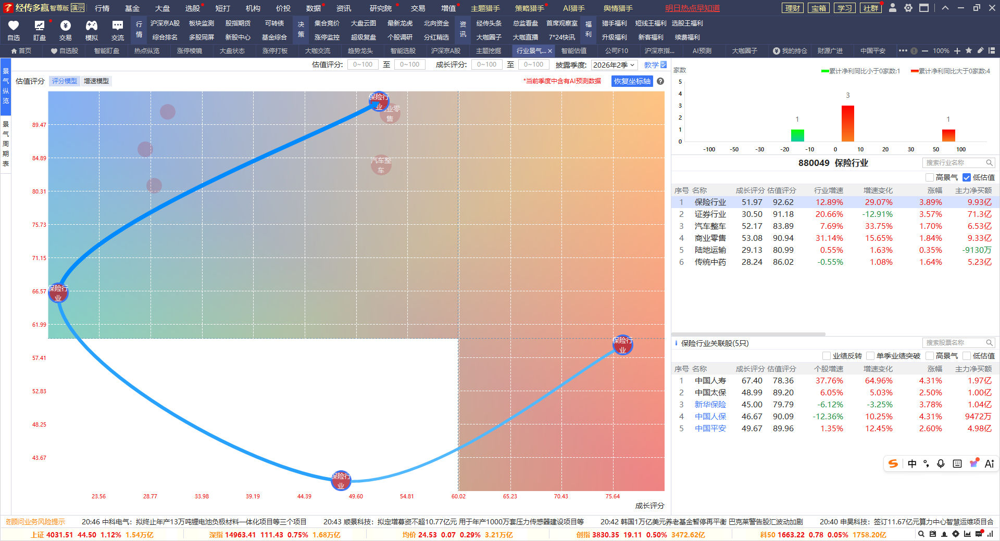 经传多赢 智尊版 演示 行情 基金 大盘 选股 短打 机构 价投 数据 资讯 研究院 交易 增值 主题猎手 策略猎手 AI猎手 舆情猎手 明日热点早知道 理财 宝箱 学习 社群
自选 盯盘 交易 模拟 交流
行情 沪深京A股 板块监测 股指期货 可转债 决策 集合竞价 大盘云图 最新龙虎 北向资金 资讯 经传头条 总监看盘 首席观察室 福利 猎手福利 短线王福利 选股王福利
综合排名 多股同屏 新股中心 基金综合 涨停监控 超级复盘 个股调研 分红精选 大咖圈子 大咖直播 7*24快讯 升级福利 新客福利 续费福利
首页 自选股 智能盯盘 热点纵览 涨停棱镜 大盘状态 涨停打板 大咖交流 趋势龙头 智能选股 沪深京A股 主题挖掘 行业景气... 智能估值 公司F10 沪深京指... AI预测 大咖圈子 我的持仓 财源广进 中国平安 100%
景气纵览
景气周期表
估值评分: 0~100 至 0~100 成长评分: 0~100 至 0~100 披露季度: 2026年2季 教学
估值评分 评分模型 增速模型 *当前季度中含有AI预测数据 恢复坐标轴
89.47
84.89
80.31
75.73
71.15
66.57
61.99
57.41
52.83
48.25
43.67
保险行业
业零售
汽车整车
保险行业
保险行业
保险行业
23.56 28.77 33.98 39.19 44.39 49.60 54.81 60.02 65.23 70.43 75.64
成长评分
家数 累计净利同比小于0家数:1 累计净利同比大于0家数:4
5
4
3
2
1
0
1 3 1
-100 -50 -30 -20 -10 0 10 20 30 50 100
880049 保险行业 搜索行业名称
高景气 低估值
序号 名称 成长评分 估值评分 行业增速 增速变化 涨幅 主力净买额
1 保险行业 51.97 92.62 12.89% 29.07% 3.89% 9.93亿
2 证券行业 30.50 91.18 20.66% -12.91% 3.57% 71.3亿
3 汽车整车 52.17 83.89 7.69% 33.75% 1.70% 6.53亿
4 商业零售 53.08 90.94 31.14% 15.65% 1.84% 9.33亿
5 陆地运输 29.13 80.99 0.55% 1.63% 0.35% -9130万
6 传统中药 28.24 86.02 -0.55% 1.08% 1.64% 5.23亿
保险行业关联股(5只) 搜索股票名称
业绩反转 单季业绩突破 高景气 低估值
序号 名称 成长评分 估值评分 个股增速 增速变化 涨幅 主力净买额
1 中国人寿 67.40 78.36 37.76% 64.96% 4.31% 1.97亿
2 中国太保 48.99 89.20 6.05% 5.03% 2.50% 1.00亿
3 新华保险 45.00 79.79 -6.12% -3.25% 3.78% 1.04亿
4 中国人保 46.67 90.09 -12.36% 10.25% 4.31% 9472万
5 中国平安 49.67 89.96 1.35% 12.45% 2.60% 4.98亿
S 中 Ai
顾问业务风险提示 20:46 中科电气：拟终止年产13万吨锂电池负极材料一体化项目等三个项目 20:43 顺景科技：拟定增募资不超10.77亿元 用于年产1000万套压力传感器建设项目等 20:42 韩国1万亿美元养老基金暂停再平衡 巴克莱警告股汇波动加剧 20:40 申昊科技：签订11.67亿元算力中心智慧运维项目合
上证 4031.51 44.50 1.12% 1.54万亿 深指 14963.41 111.43 0.75% 1.68万亿 均价 24.53 0.07 0.29% 3.21万亿 创指 3830.35 19.11 0.50% 3472.62亿 科50 1663.22 0.78 0.05% 1758.20亿